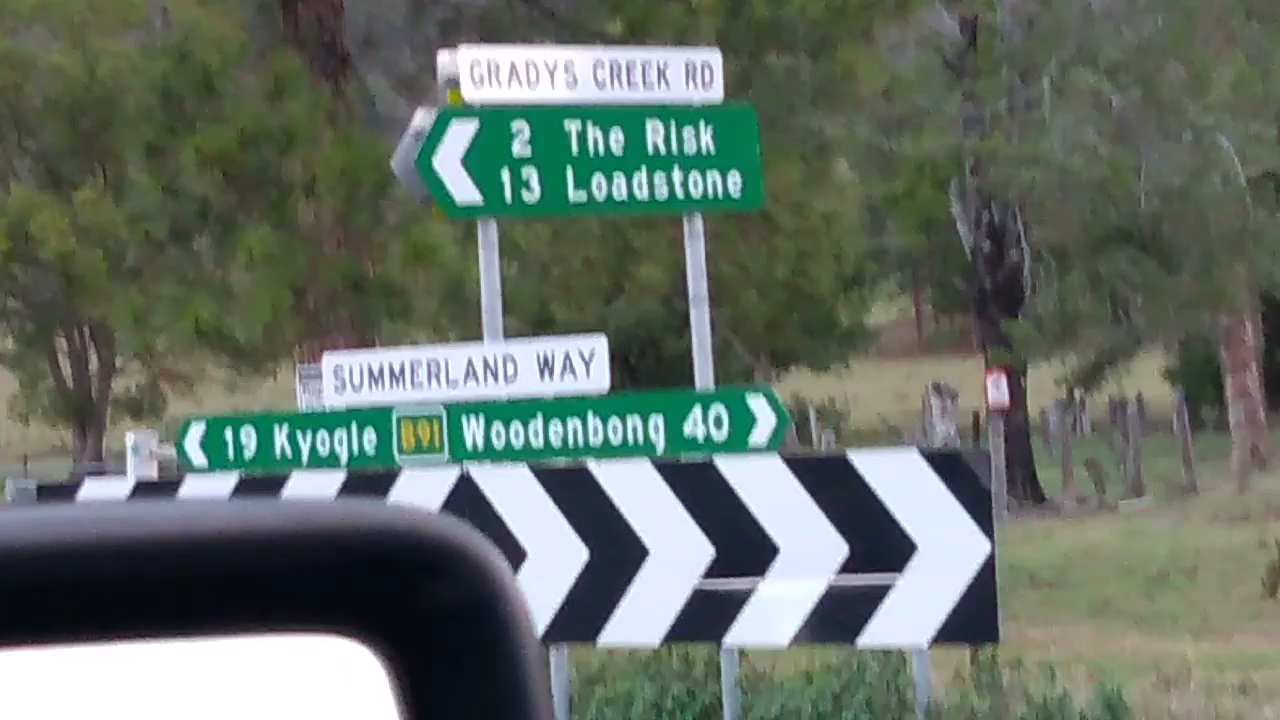 GRADYS CREEK RD
2 The Risk
13 Loadstone
SUMMERLAND WAY
19 Kyogle B91 Woodenbong 40